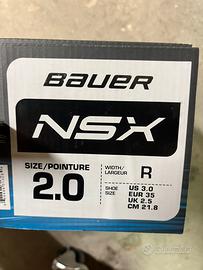 BAUER
NSX
SIZE/POINTURE
2.0
WIDTH/
LARGEUR
R
SHOE
SIZE
US 3.0
EUR 35
UK 2.5
CM 21.8